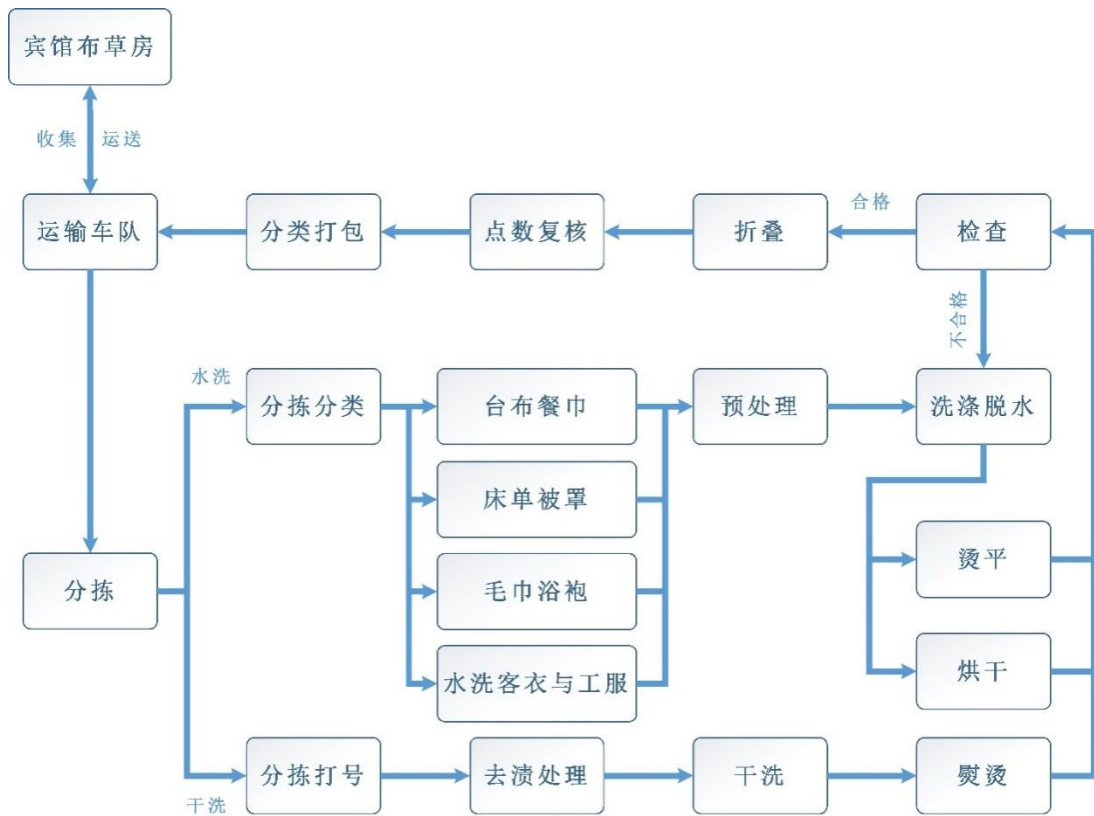 宾馆布草房
收集 运送
运输车队
分类打包
点数复核
折叠
合格
检查
不合格
水洗
分拣分类
台布餐巾
预处理
洗涤脱水
床单被罩
烫平
分拣
毛巾浴袍
水洗客衣与工服
烘干
干洗
分拣打号
去渍处理
干洗
熨烫